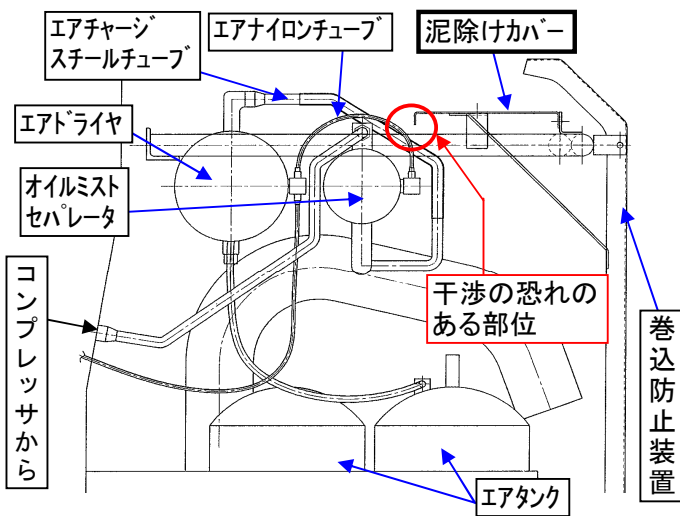 エアチャージ
スチールチューブ
エアナイロンチューブ
泥除けカバー
エアドライヤ
オイルミスト
セパレータ
コンプレッサから
干渉の恐れの
ある部位
巻込防止装置
エアタンク